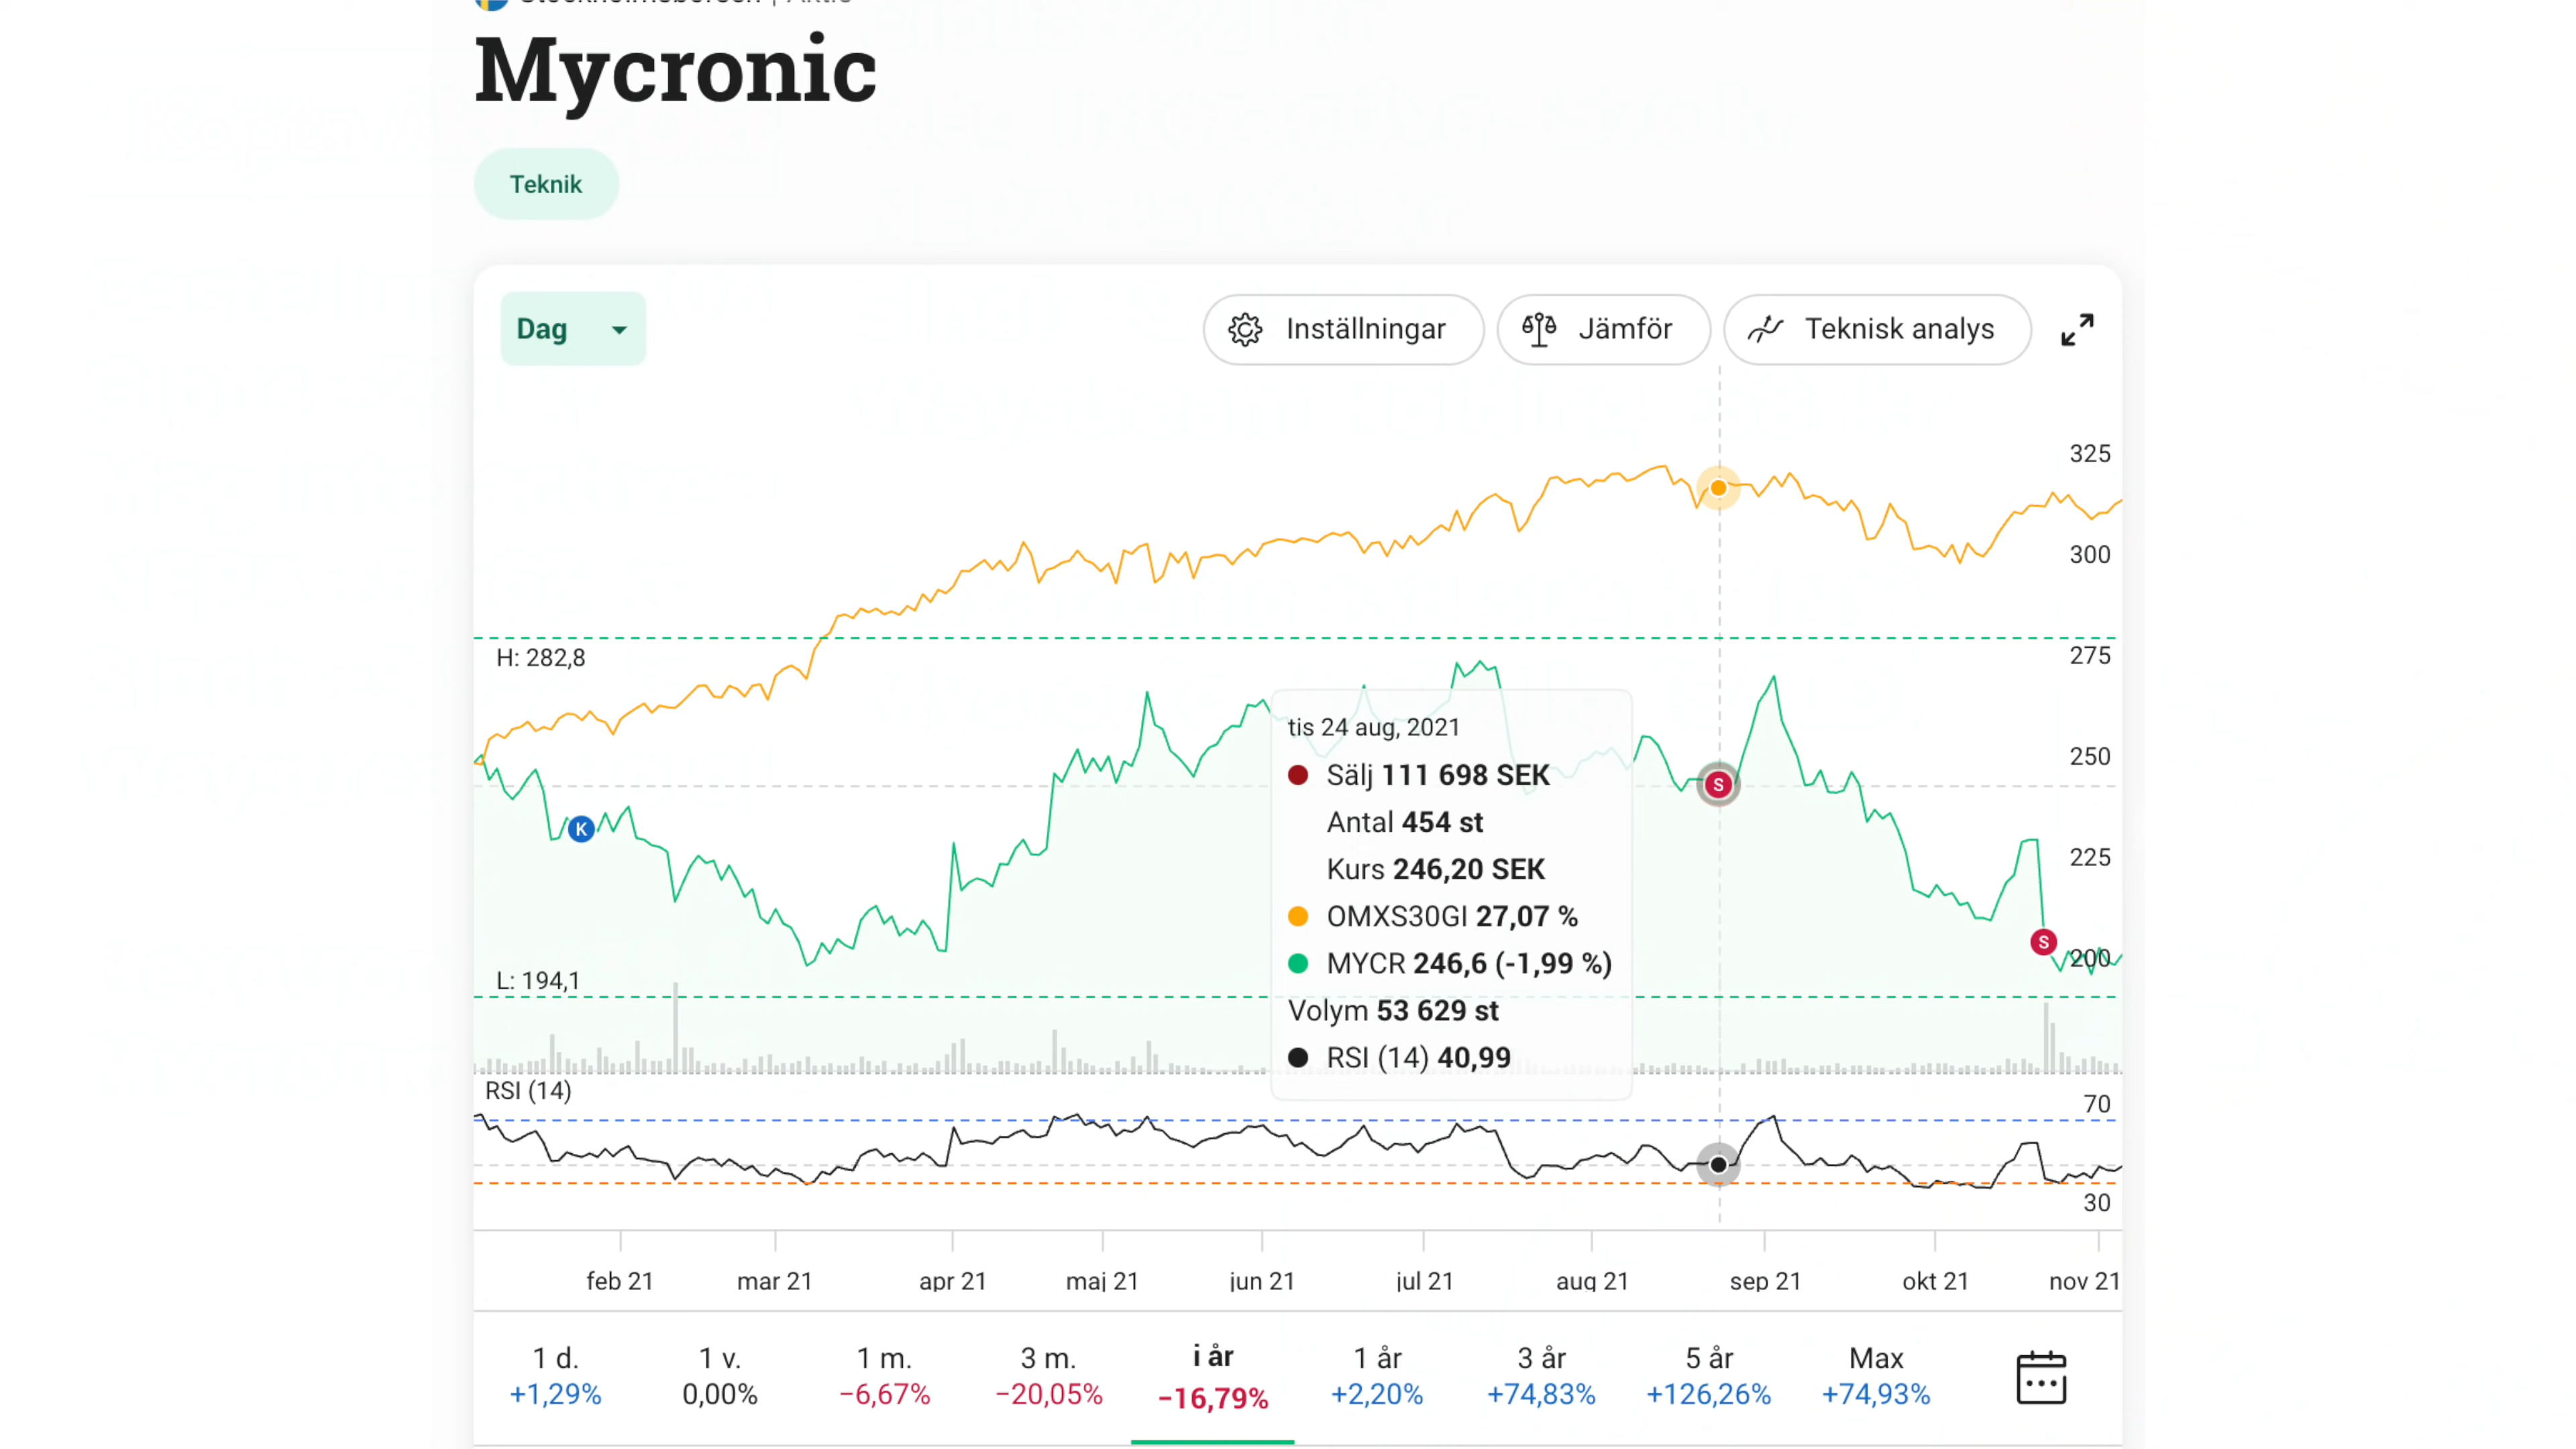 Stockholmsbörsen | Aktie
Mycronic
Teknik
Dag
Inställningar
Jämför
Teknisk analys
325
300
275
250
225
200
H: 282,8
L: 194,1
K
S
S
tis 24 aug, 2021
Sälj 111 698 SEK
Antal 454 st
Kurs 246,20 SEK
OMXS30GI 27,07 %
MYCR 246,6 (-1,99 %)
Volym 53 629 st
RSI (14) 40,99
RSI (14)
70
30
feb 21 mar 21 apr 21 maj 21 jun 21 jul 21 aug 21 sep 21 okt 21 nov 21
1 d. 1 v. 1 m. 3 m. i år 1 år 3 år 5 år Max
+1,29% 0,00% −6,67% −20,05% −16,79% +2,20% +74,83% +126,26% +74,93%